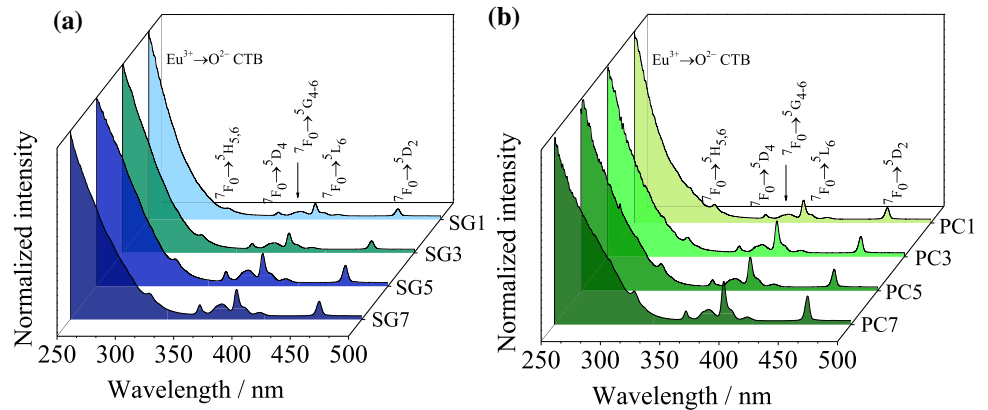 (a)
Eu³⁺→O²⁻ CTB
⁷F₀→⁵H₅,₆
⁷F₀→⁵D₄
⁷F₀→⁵G₄₋₆
⁷F₀→⁵L₆
⁷F₀→⁵D₂
SG1
SG3
SG5
SG7
Normalized intensity
250 300 350 400 450 500
Wavelength / nm
(b)
Eu³⁺→O²⁻ CTB
⁷F₀→⁵H₅,₆
⁷F₀→⁵D₄
⁷F₀→⁵G₄₋₆
⁷F₀→⁵L₆
⁷F₀→⁵D₂
PC1
PC3
PC5
PC7
Normalized intensity
250 300 350 400 450 500
Wavelength / nm